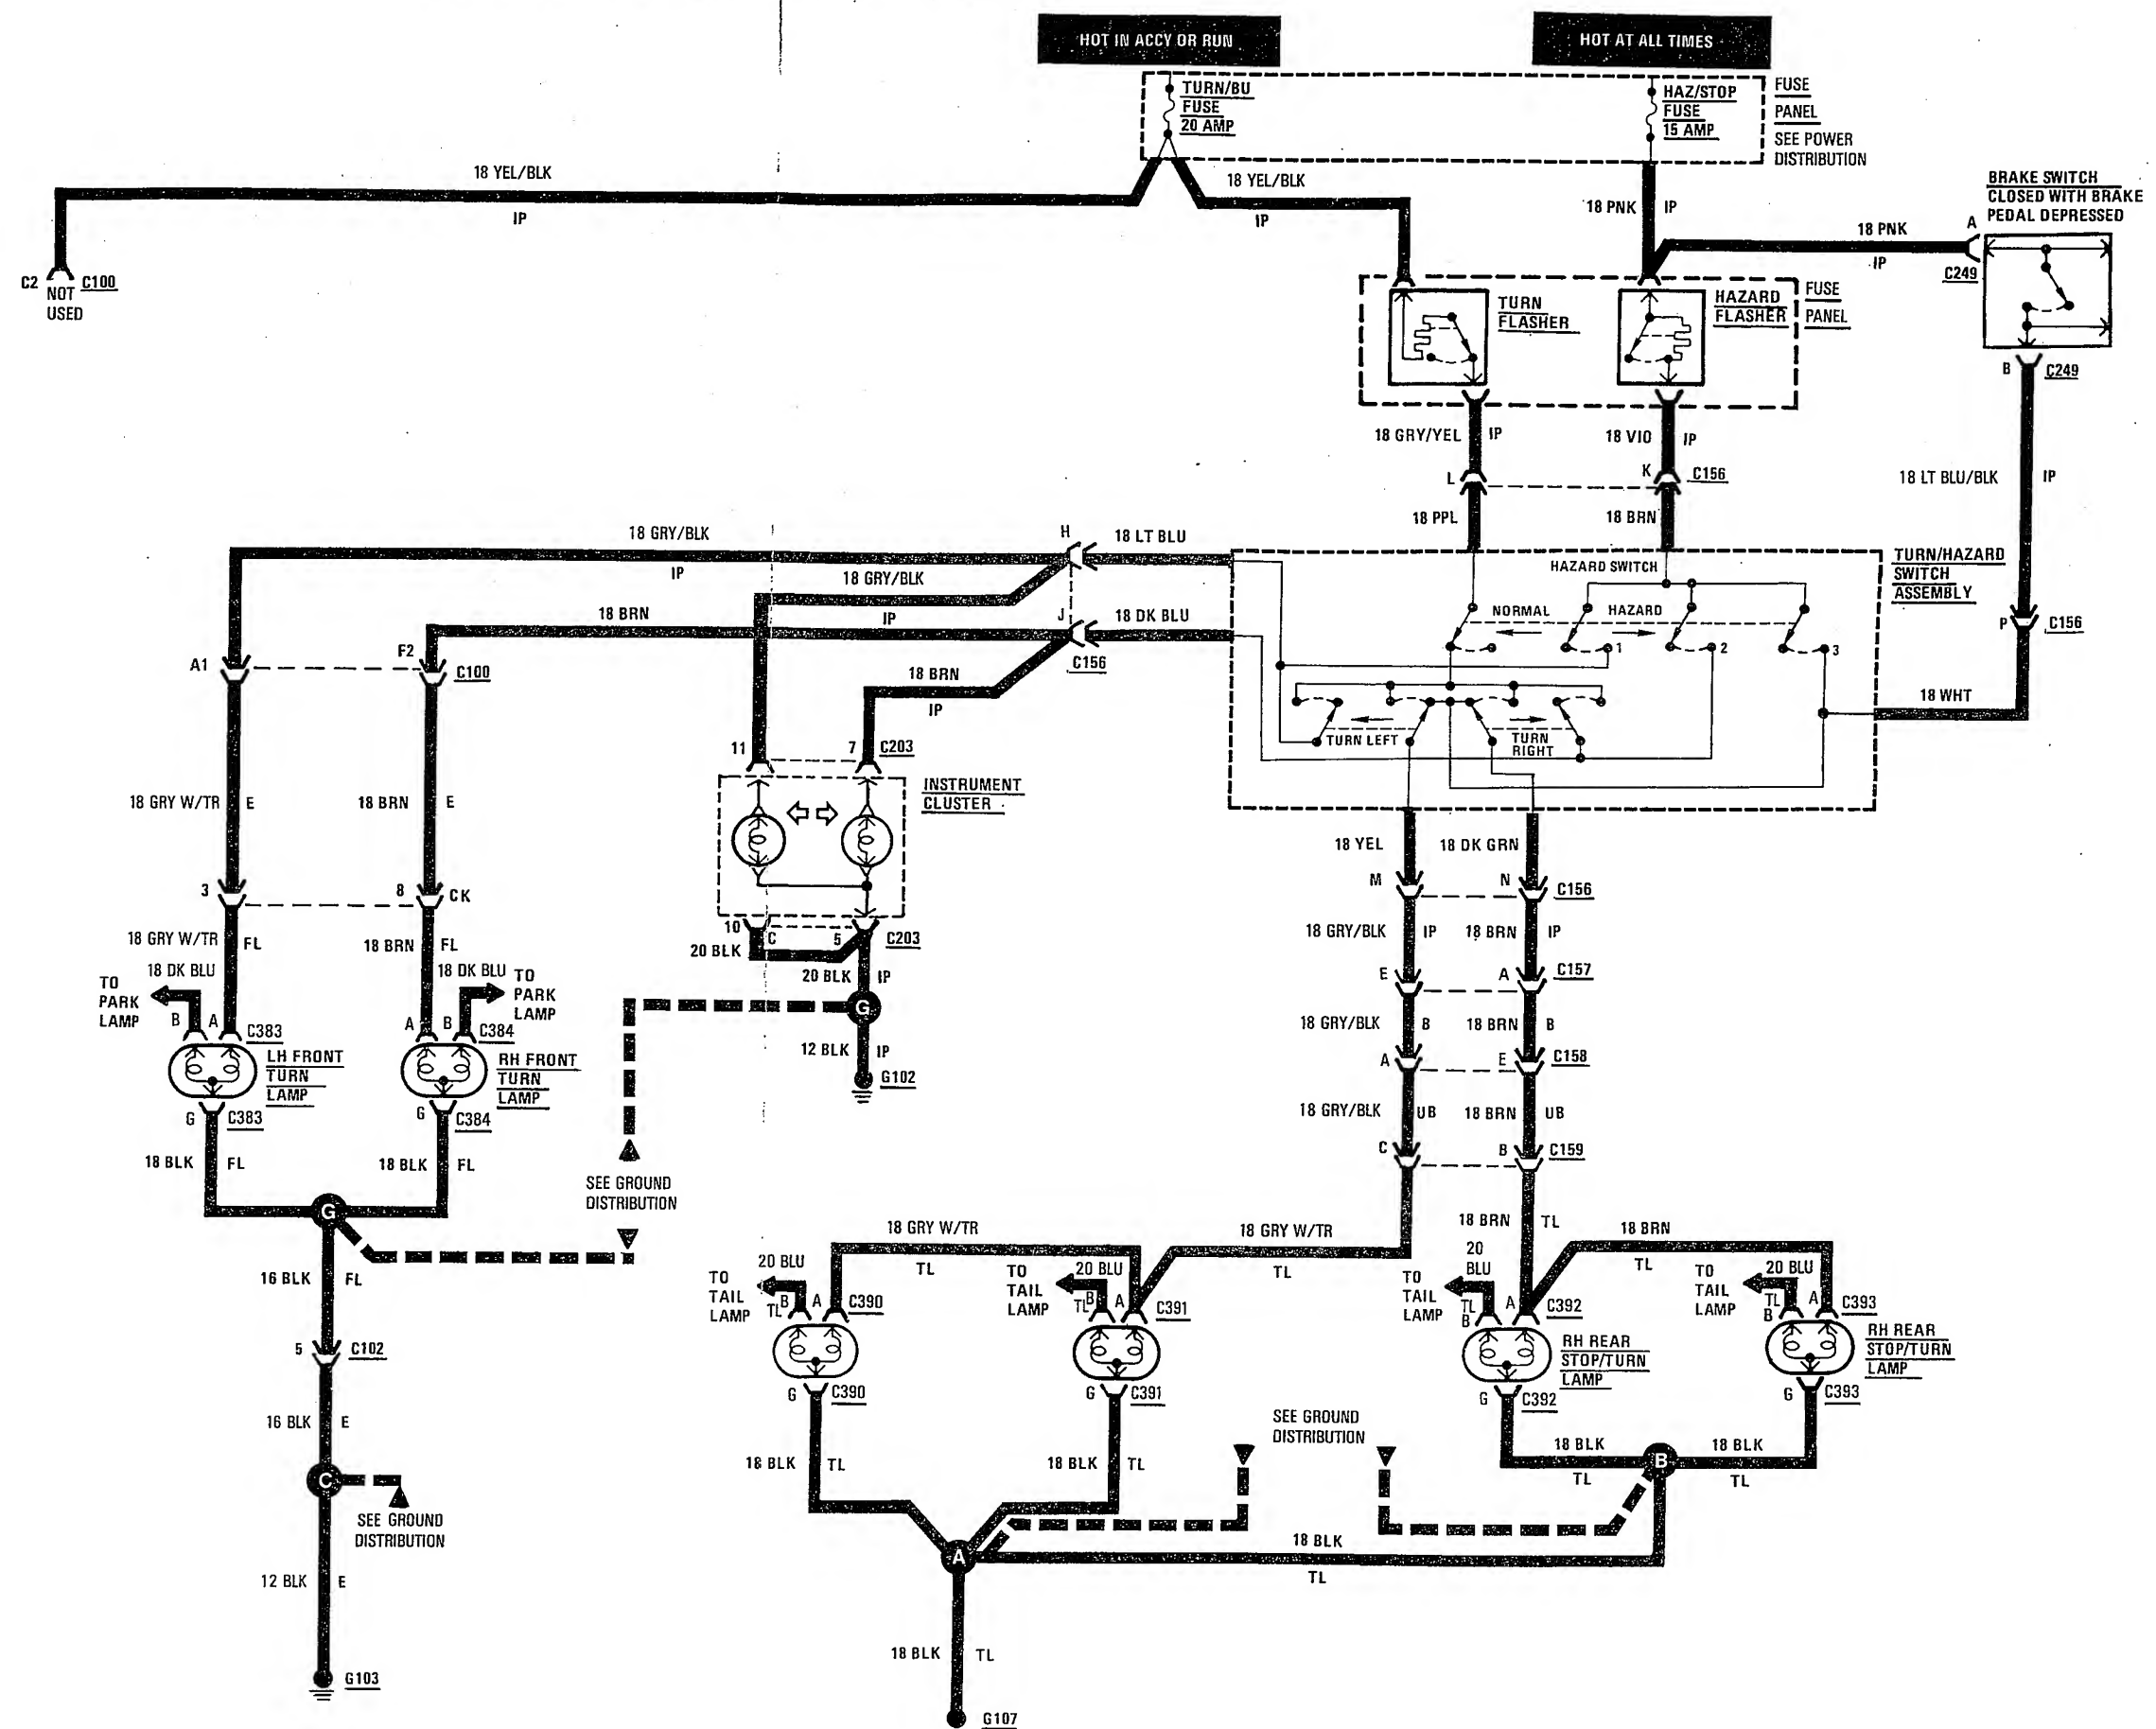 HOT IN ACCY OR RUN
HOT AT ALL TIMES
TURN/BU
FUSE
20 AMP
HAZ/STOP
FUSE
15 AMP
FUSE
PANEL
SEE POWER
DISTRIBUTION
18 YEL/BLK
IP
18 YEL/BLK
IP
18 PNK
IP
BRAKE SWITCH
CLOSED WITH BRAKE
PEDAL DEPRESSED
18 PNK
IP
A
C249
C2
NOT
USED
C100
TURN
FLASHER
HAZARD
FLASHER
FUSE
PANEL
B
C249
18 GRY/YEL
IP
18 VIO
IP
L
K
C156
18 LT BLU/BLK
IP
18 PPL
18 BRN
18 GRY/BLK
IP
H
18 LT BLU
18 GRY/BLK
IP
18 BRN
J
18 DK BLU
C156
18 BRN
IP
HAZARD SWITCH
NORMAL
HAZARD
1
2
3
TURN/HAZARD
SWITCH
ASSEMBLY
P
C156
18 WHT
TURN LEFT
TURN
RIGHT
A1
F2
C100
11
7
C203
INSTRUMENT
CLUSTER
18 GRY W/TR
E
18 BRN
E
18 YEL
18 DK GRN
3
8
CK
M
N
C156
10
C
5
C203
20 BLK
20 BLK
IP
18 GRY W/TR
FL
18 BRN
FL
18 GRY/BLK
IP
18 BRN
IP
E
A
C157
TO
PARK
LAMP
18 DK BLU
B
A
C383
18 DK BLU
TO
PARK
LAMP
A
B
C384
G
12 BLK
IP
G102
18 GRY/BLK
B
18 BRN
B
A
E
C158
LH FRONT
TURN
LAMP
RH FRONT
TURN
LAMP
G
C383
G
C384
18 GRY/BLK
UB
18 BRN
UB
C
B
C159
18 BLK
FL
18 BLK
FL
SEE GROUND
DISTRIBUTION
G
16 BLK
FL
18 GRY W/TR
TL
18 GRY W/TR
TL
18 BRN
TL
18 BRN
TL
TO
TAIL
LAMP
20 BLU
TL
B
A
C390
TO
TAIL
LAMP
20 BLU
TL
B
A
C391
TO
TAIL
LAMP
20
BLU
TL
B
A
C392
TO
TAIL
LAMP
20 BLU
TL
B
A
C393
RH REAR
STOP/TURN
LAMP
RH REAR
STOP/TURN
LAMP
5
C102
G
C390
G
C391
G
C392
G
C393
16 BLK
E
SEE GROUND
DISTRIBUTION
18 BLK
TL
18 BLK
TL
18 BLK
TL
B
18 BLK
TL
C
SEE GROUND
DISTRIBUTION
A
18 BLK
TL
12 BLK
E
18 BLK
TL
G103
G107